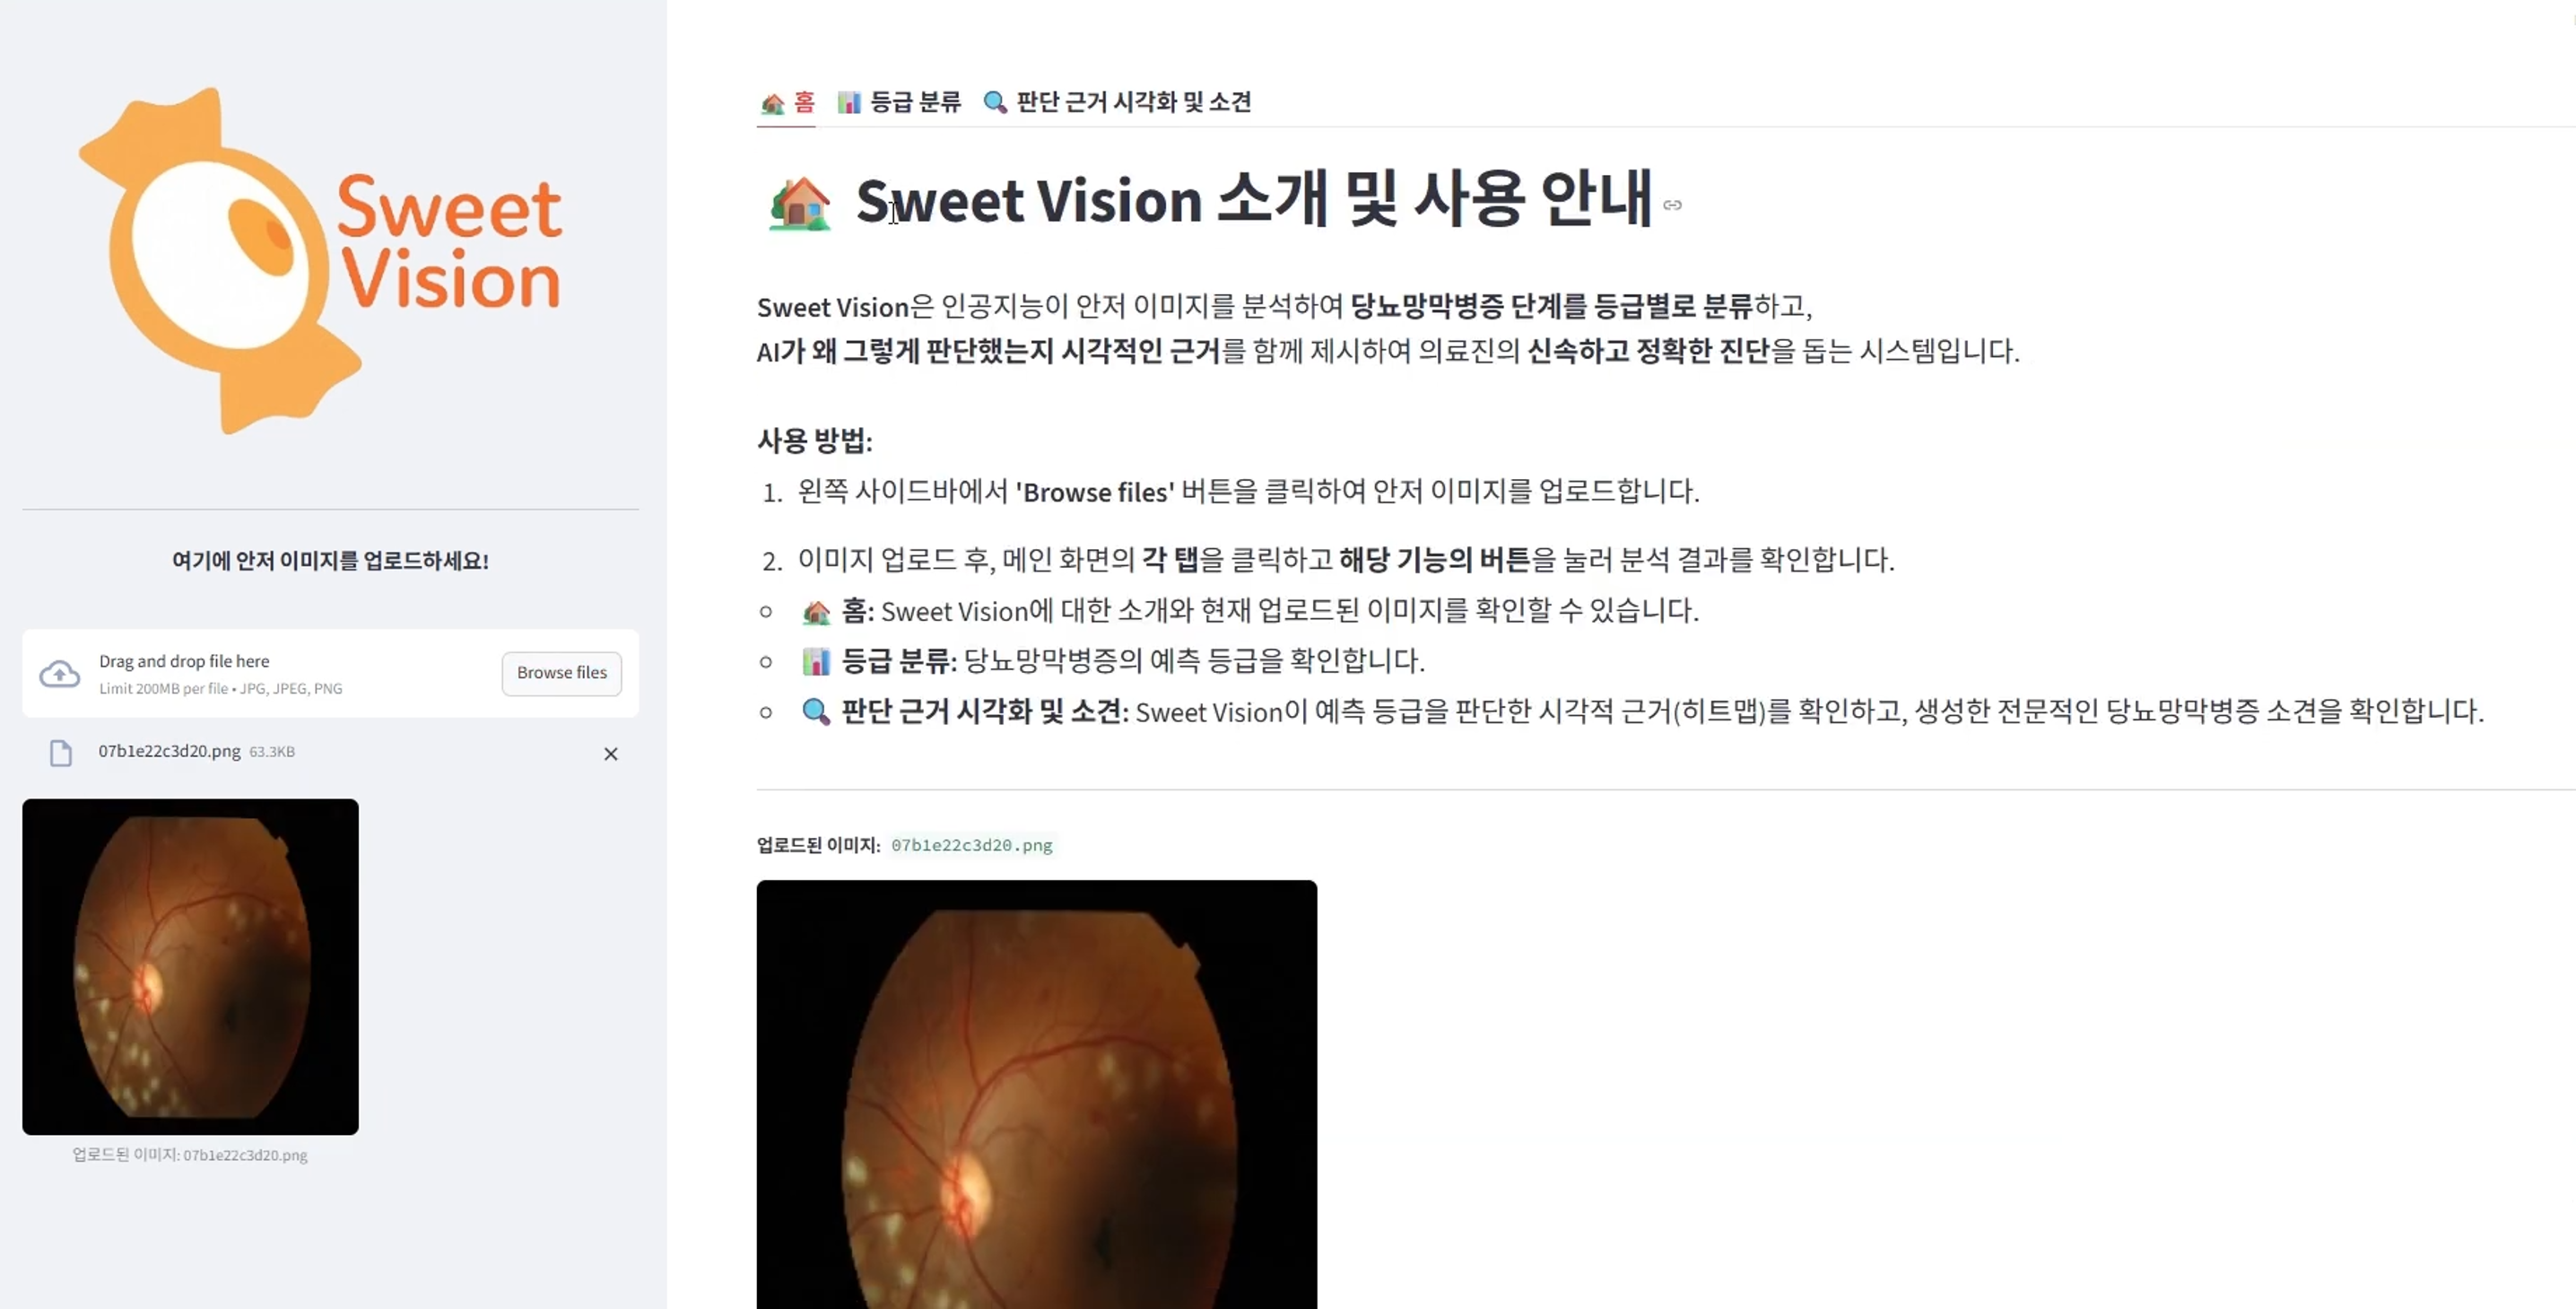 Sweet
Vision
여기에 안저 이미지를 업로드하세요!
Drag and drop file here
Limit 200MB per file • JPG, JPEG, PNG
Browse files
07b1e22c3d20.png 63.3KB
업로드된 이미지: 07b1e22c3d20.png
홈 등급 분류 판단 근거 시각화 및 소견
Sweet Vision 소개 및 사용 안내
Sweet Vision은 인공지능이 안저 이미지를 분석하여 당뇨망막병증 단계를 등급별로 분류하고,
AI가 왜 그렇게 판단했는지 시각적인 근거를 함께 제시하여 의료진의 신속하고 정확한 진단을 돕는 시스템입니다.
사용 방법:
1. 왼쪽 사이드바에서 'Browse files' 버튼을 클릭하여 안저 이미지를 업로드합니다.
2. 이미지 업로드 후, 메인 화면의 각 탭을 클릭하고 해당 기능의 버튼을 눌러 분석 결과를 확인합니다.
홈: Sweet Vision에 대한 소개와 현재 업로드된 이미지를 확인할 수 있습니다.
등급 분류: 당뇨망막병증의 예측 등급을 확인합니다.
판단 근거 시각화 및 소견: Sweet Vision이 예측 등급을 판단한 시각적 근거(히트맵)를 확인하고, 생성한 전문적인 당뇨망막병증 소견을 확인합니다.
업로드된 이미지: 07b1e22c3d20.png